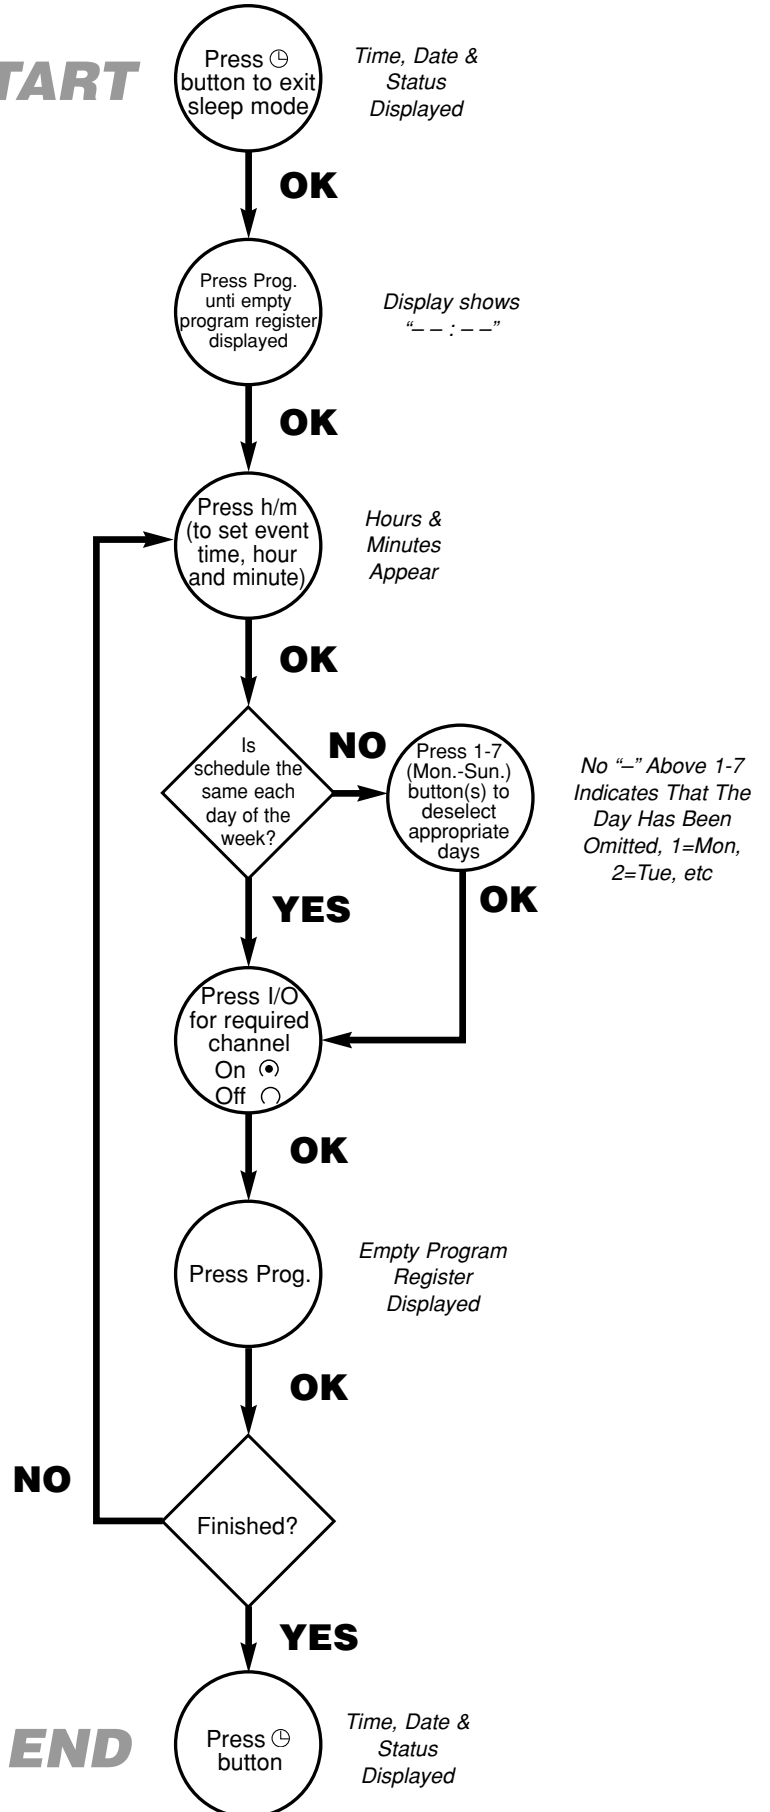 TART
Press
button to exit
sleep mode
Time, Date &
Status
Displayed
OK
Press Prog.
unti empty
program register
displayed
Display shows
“– – : – –”
OK
Press h/m
(to set event
time, hour
and minute)
Hours &
Minutes
Appear
OK
Is
schedule the
same each
day of the
week?
NO
Press 1-7
(Mon.-Sun.)
button(s) to
deselect
appropriate
days
No “–” Above 1-7
Indicates That The
Day Has Been
Omitted, 1=Mon,
2=Tue, etc
YES
OK
Press I/O
for required
channel
On
Off
OK
Press Prog.
Empty Program
Register
Displayed
OK
NO
Finished?
YES
END
Press
button
Time, Date &
Status
Displayed